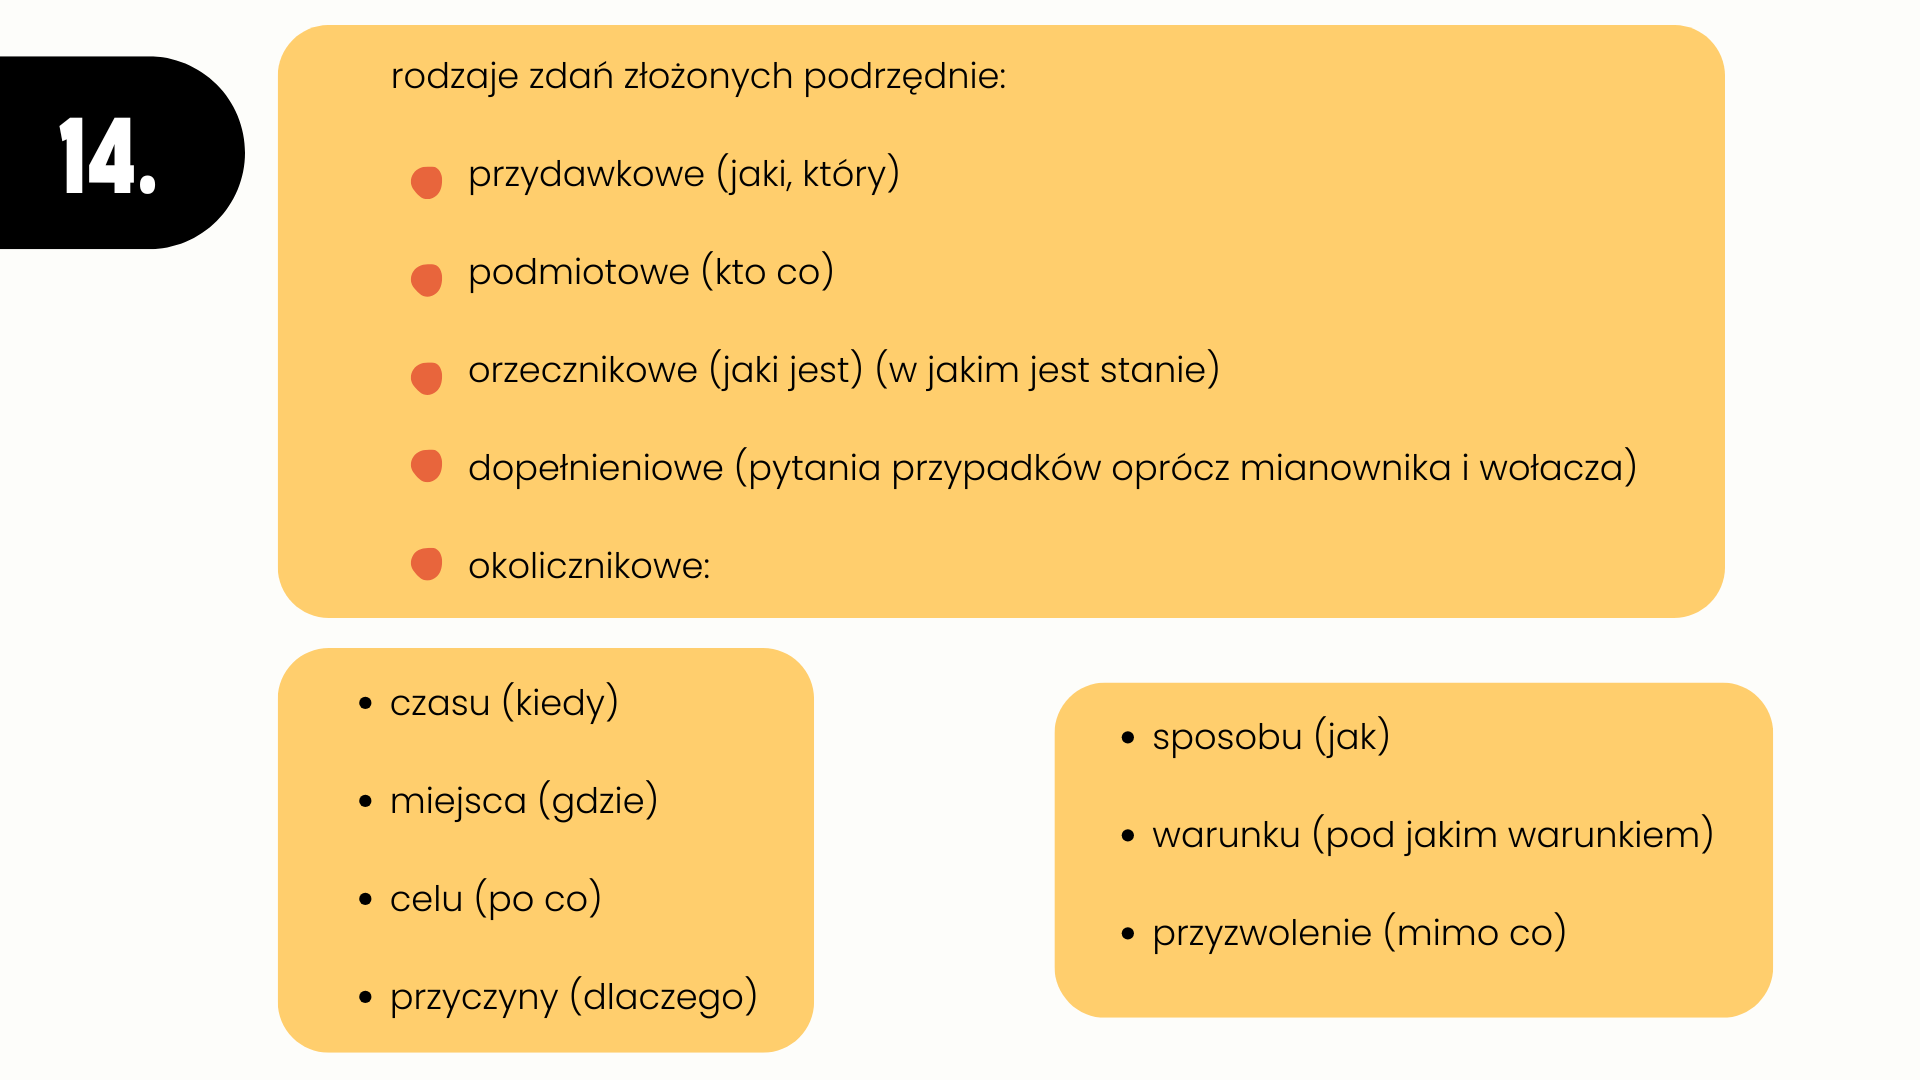 14.
rodzaje zdań złożonych podrzędnie:
przydawkowe (jaki, który)
podmiotowe (kto co)
orzecznikowe (jaki jest) (w jakim jest stanie)
dopełnieniowe (pytania przypadków oprócz mianownika i wołacza)
okolicznikowe:
• czasu (kiedy)
• miejsca (gdzie)
• celu (po co)
• przyczyny (dlaczego)
• sposobu (jak)
• warunku (pod jakim warunkiem)
• przyzwolenie (mimo co)